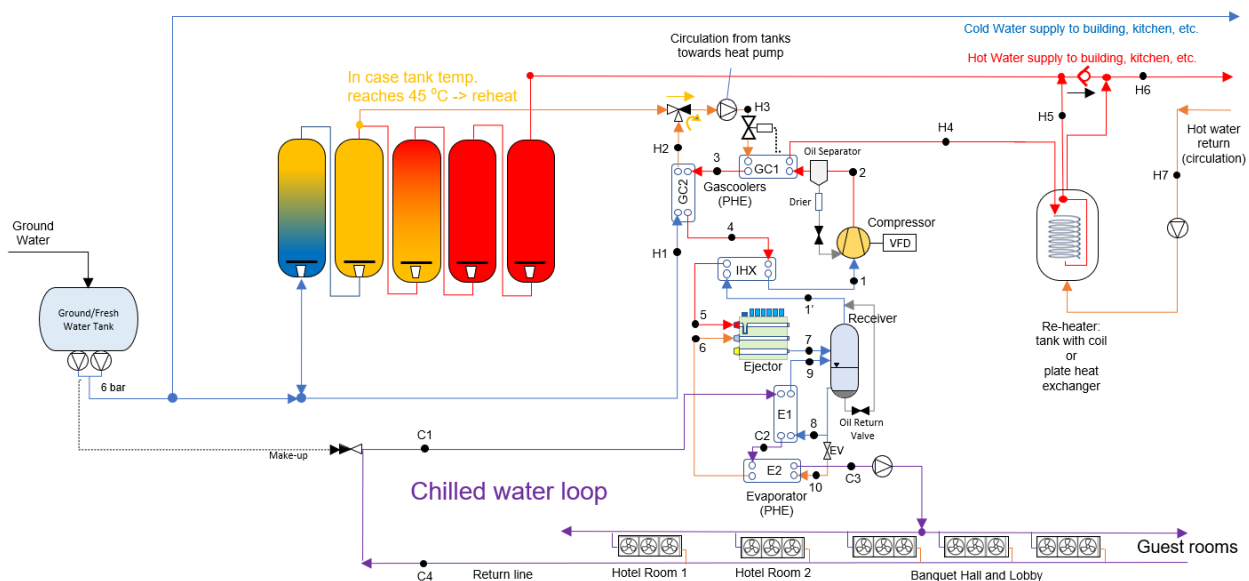 Circulation from tanks
towards heat pump
Cold Water supply to building, kitchen, etc.
Hot Water supply to building, kitchen, etc.
In case tank temp.
reaches 45 ⁰C -> reheat
H3
H6
H2
H4
H5
Hot water
return
(circulation)
H7
3
GC1
Oil Separator
2
Gascoolers
(PHE)
GC2
Drier
Compressor
VFD
4
H1
IHX
1
1'
Ground
Water
Ground/Fresh
Water Tank
6 bar
5
6
Ejector
7
9
Receiver
Re-heater:
tank with coil
or
plate heat
exchanger
E1
8
Oil Return
Valve
EV
Make-up
C1
C2
E2
10
C3
Evaporator
(PHE)
Chilled water loop
Guest rooms
C4
Return line
Hotel Room 1
Hotel Room 2
Banquet Hall and Lobby